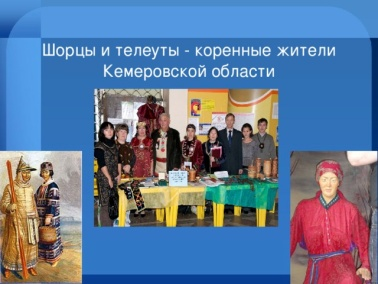 Шорцы и телеуты - коренные жители
Кемеровской области